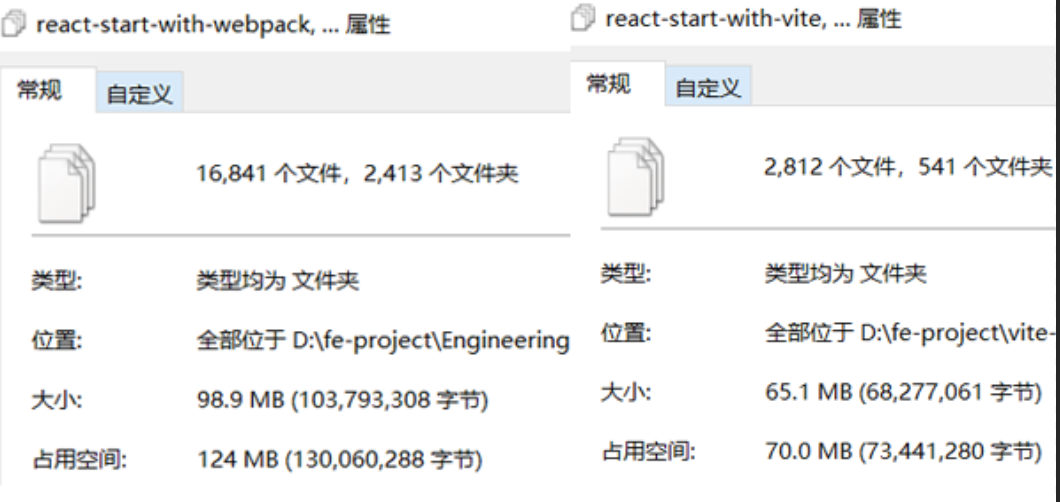 react-start-with-webpack, ... 属性
常规
自定义
16,841 个文件，2,413 个文件夹
类型:
类型均为 文件夹
位置:
全部位于 D:\fe-project\Engineering
大小:
98.9 MB (103,793,308 字节)
占用空间:
124 MB (130,060,288 字节)
react-start-with-vite, ... 属性
常规
自定义
2,812 个文件，541 个文件夹
类型:
类型均为 文件夹
位置:
全部位于 D:\fe-project\vite-
大小:
65.1 MB (68,277,061 字节)
占用空间:
70.0 MB (73,441,280 字节)